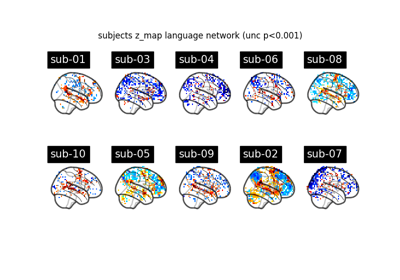 subjects z_map language network (unc p<0.001)
sub-01 sub-03 sub-04 sub-06 sub-08
sub-10 sub-05 sub-09 sub-02 sub-07